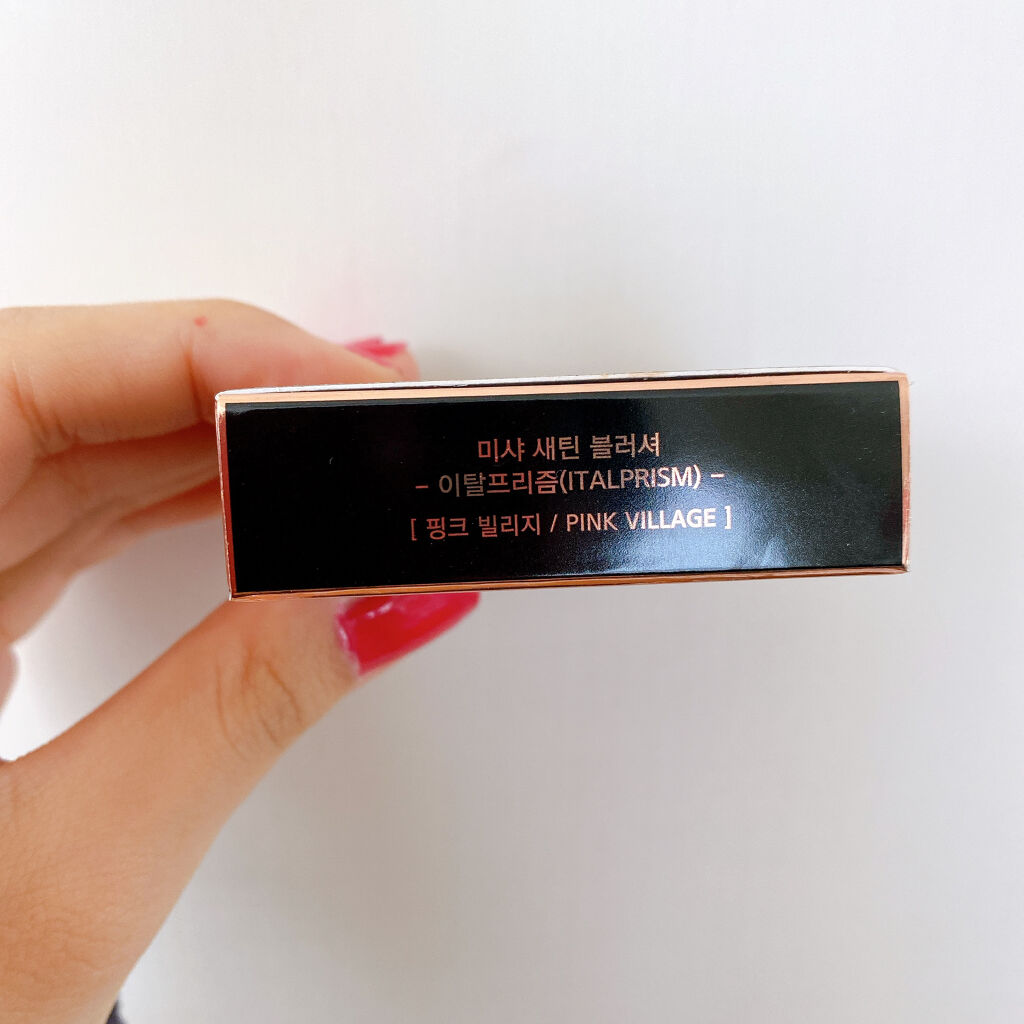 미샤 새틴 블러셔
– 이탈프리즘(ITALPRISM) –
[ 핑크 빌리지 / PINK VILLAGE ]